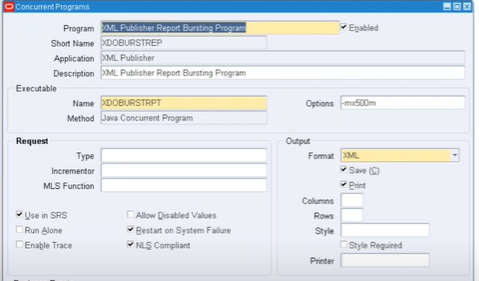 Concurrent Programs
Program XML Publisher Report Bursting Program Enabled
Short Name XDOBURSTREP
Application XML Publisher
Description XML Publisher Report Bursting Program
Executable
Name XDOBURSTRPT Options -mx500m
Method Java Concurrent Program
Request Output
Type Format XML
Incrementor Save (C)
MLS Function Print
Columns
Use in SRS Allow Disabled Values Rows
Run Alone Restart on System Failure Style
Enable Trace NLS Compliant Style Required
Printer